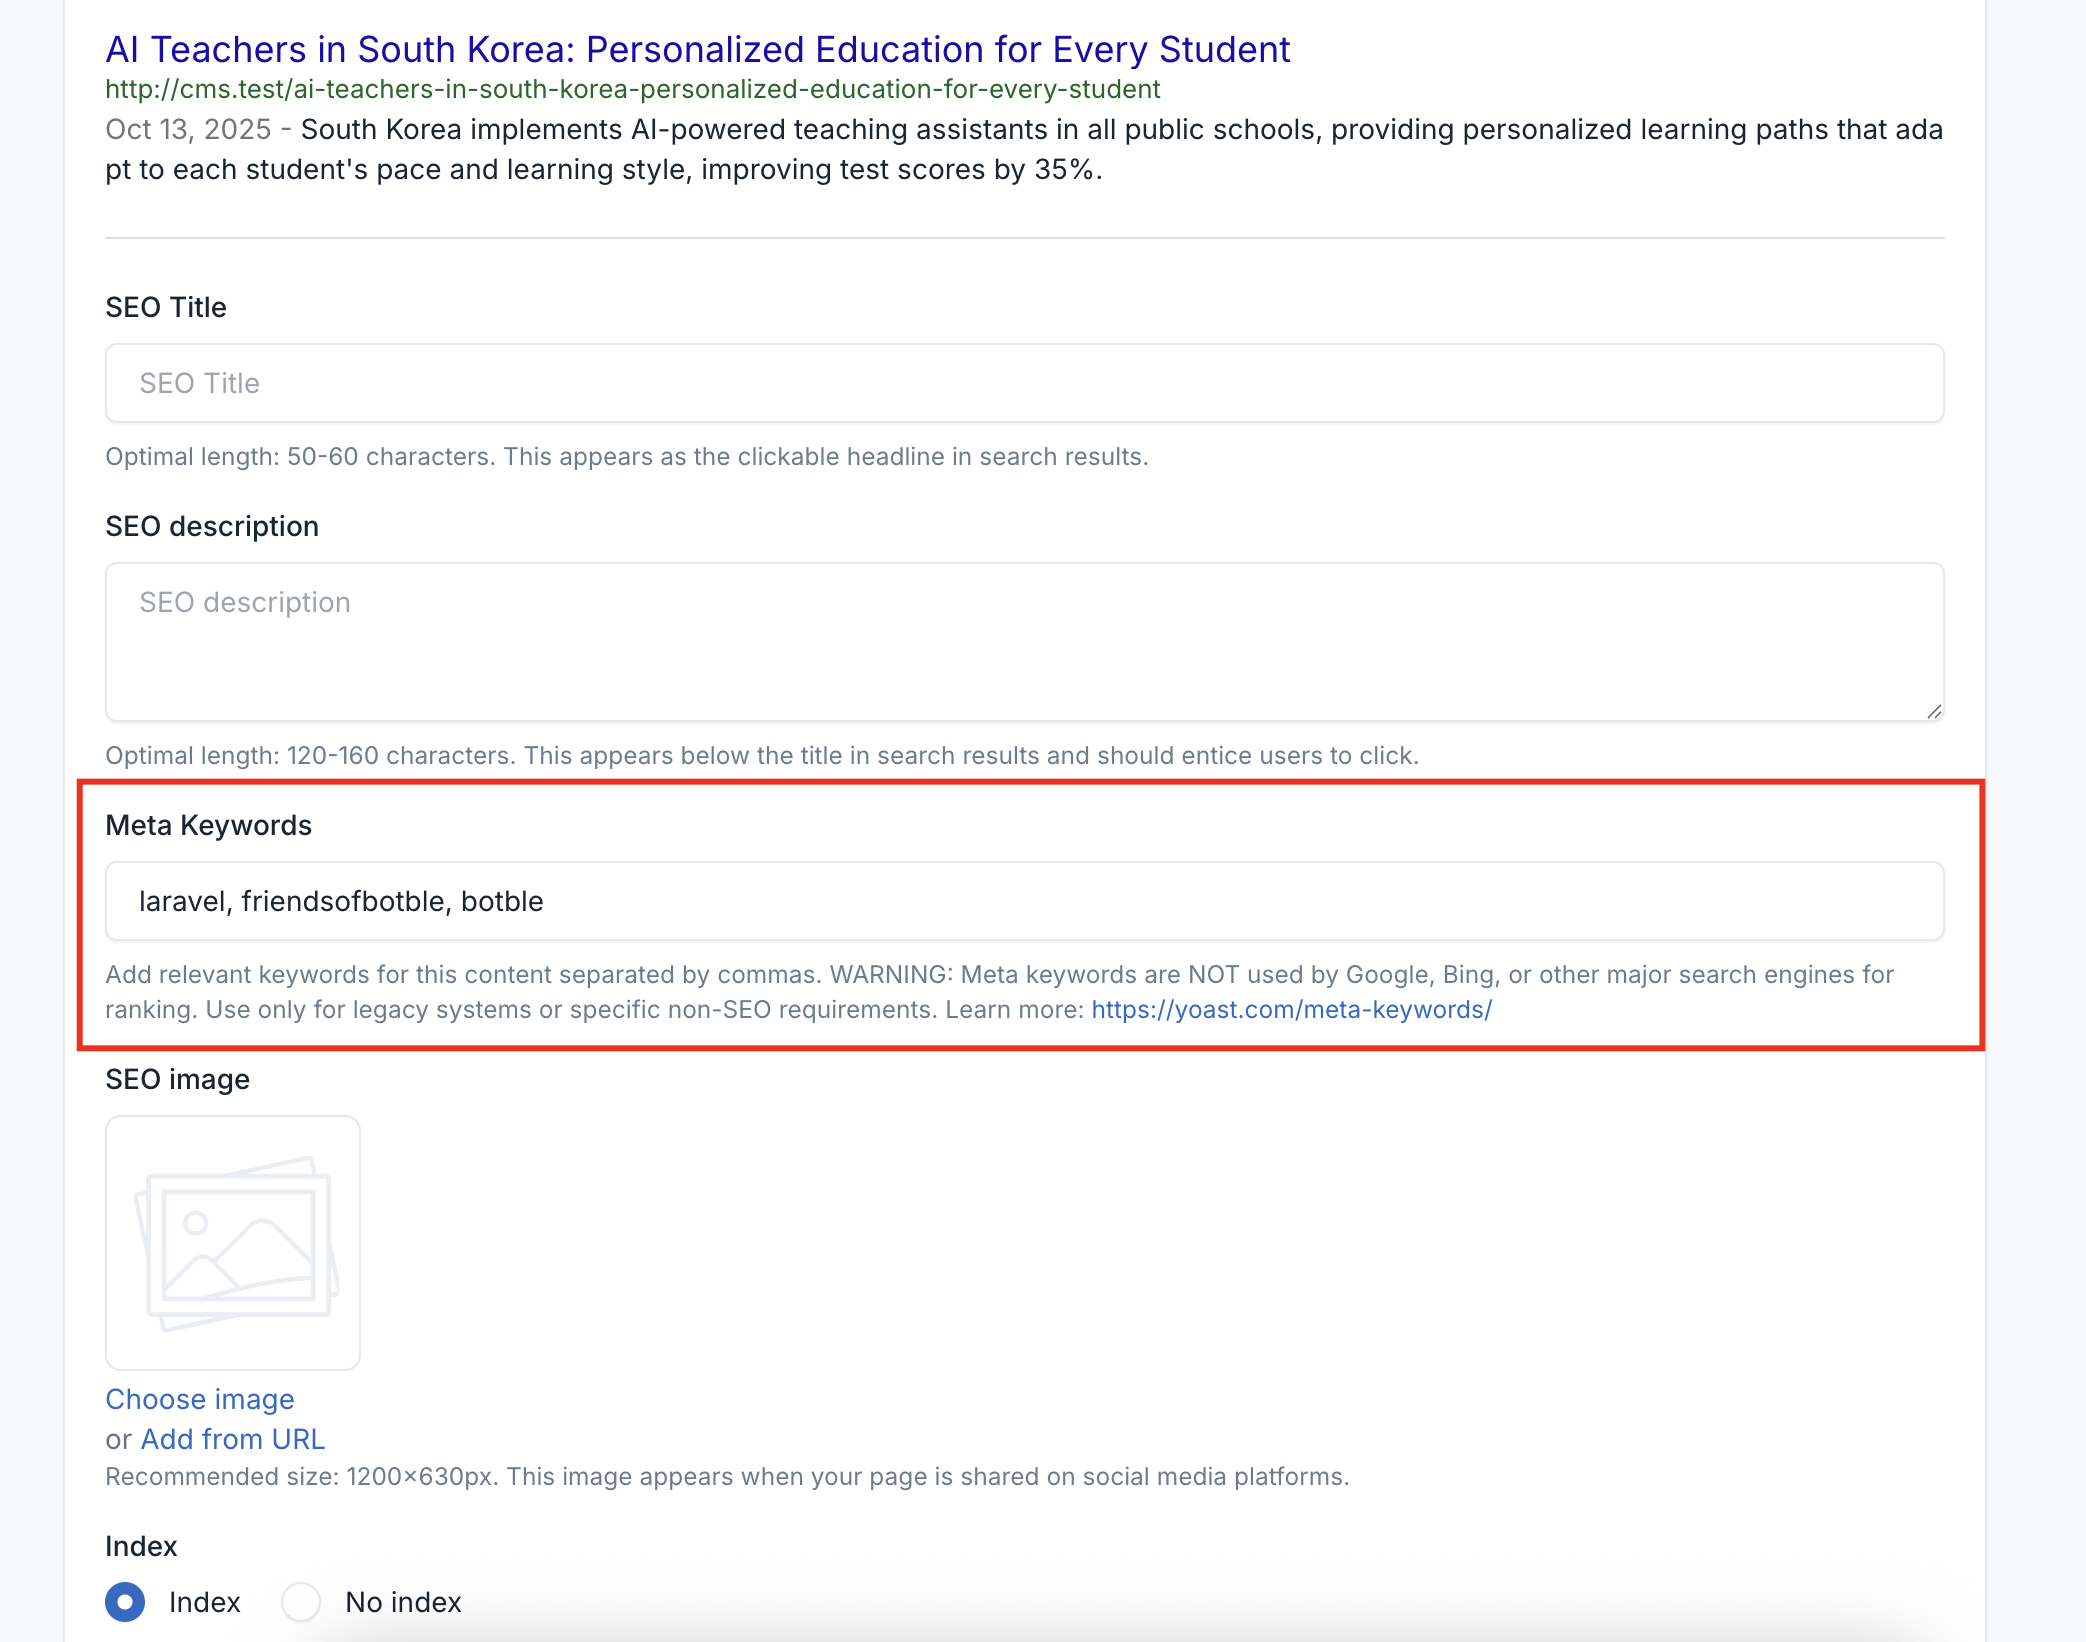 AI Teachers in South Korea: Personalized Education for Every Student
http://cms.test/ai-teachers-in-south-korea-personalized-education-for-every-student
Oct 13, 2025 - South Korea implements AI-powered teaching assistants in all public schools, providing personalized learning paths that ada
pt to each student's pace and learning style, improving test scores by 35%.
SEO Title
SEO Title
Optimal length: 50-60 characters. This appears as the clickable headline in search results.
SEO description
SEO description
Optimal length: 120-160 characters. This appears below the title in search results and should entice users to click.
Meta Keywords
laravel, friendsofbotble, botble
Add relevant keywords for this content separated by commas. WARNING: Meta keywords are NOT used by Google, Bing, or other major search engines for
ranking. Use only for legacy systems or specific non-SEO requirements. Learn more: https://yoast.com/meta-keywords/
SEO image
Choose image
or Add from URL
Recommended size: 1200×630px. This image appears when your page is shared on social media platforms.
Index
Index No index